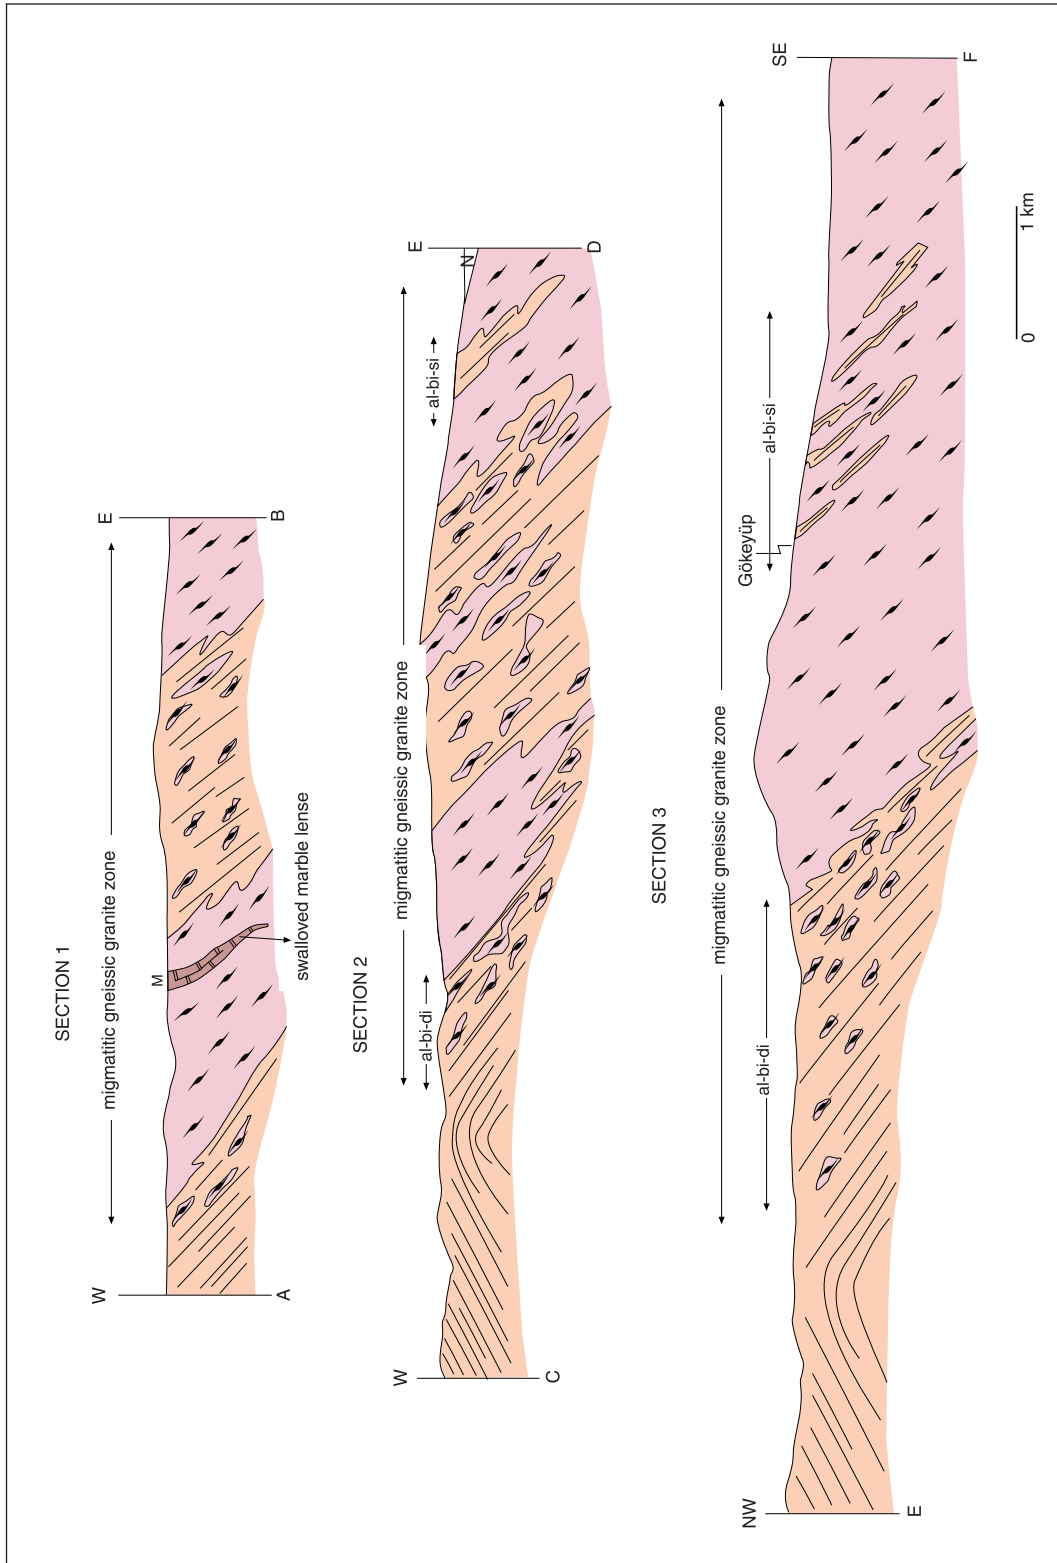 SECTION 1
W
E
migmatitic gneissic granite zone
M
swalloved marble lense
A
B
SECTION 2
W
E
migmatitic gneissic granite zone
al-bi-di
al-bi-si
N
C
D
SECTION 3
NW
SE
migmatitic gneissic granite zone
Gökeyüp
al-bi-di
al-bi-si
E
F
0
1 km